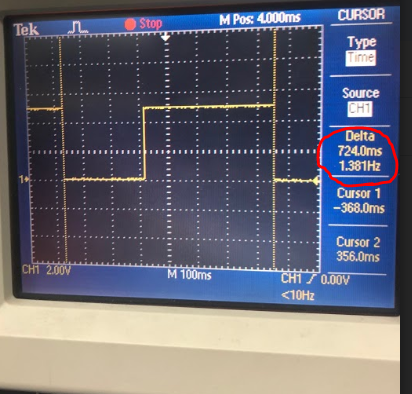 Tek
Stop
M Pos: 4.000ms
CURSOR
Type
Time
Source
CH1
Delta
724.0ms
1.381Hz
Cursor 1
-368.0ms
Cursor 2
356.0ms
1
CH1 2.00V
M 100ms
CH1 / 0.00V
<10Hz